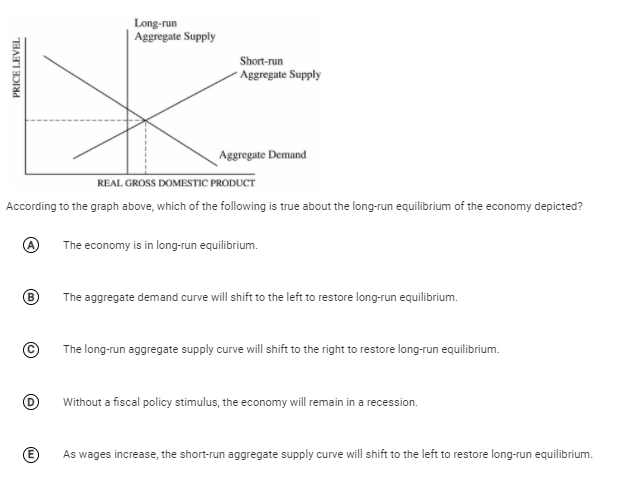 Long-run
Aggregate Supply
PRICE LEVEL
Short-run
Aggregate Supply
Aggregate Demand
REAL GROSS DOMESTIC PRODUCT
According to the graph above, which of the following is true about the long-run equilibrium of the economy depicted?
A The economy is in long-run equilibrium.
B The aggregate demand curve will shift to the left to restore long-run equilibrium.
C The long-run aggregate supply curve will shift to the right to restore long-run equilibrium.
D Without a fiscal policy stimulus, the economy will remain in a recession.
E As wages increase, the short-run aggregate supply curve will shift to the left to restore long-run equilibrium.